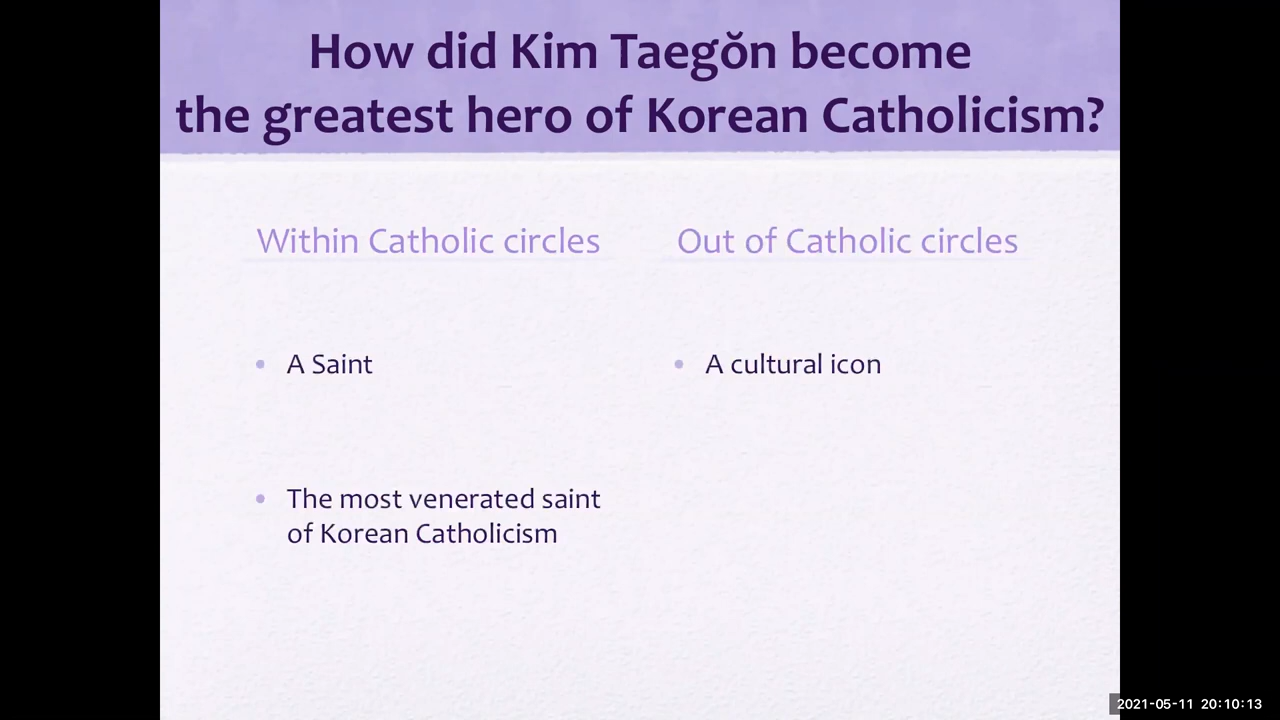 How did Kim Taegŏn become
the greatest hero of Korean Catholicism?
Within Catholic circles
• A Saint
• The most venerated saint
of Korean Catholicism
Out of Catholic circles
• A cultural icon
2021-05-11 20:10:13